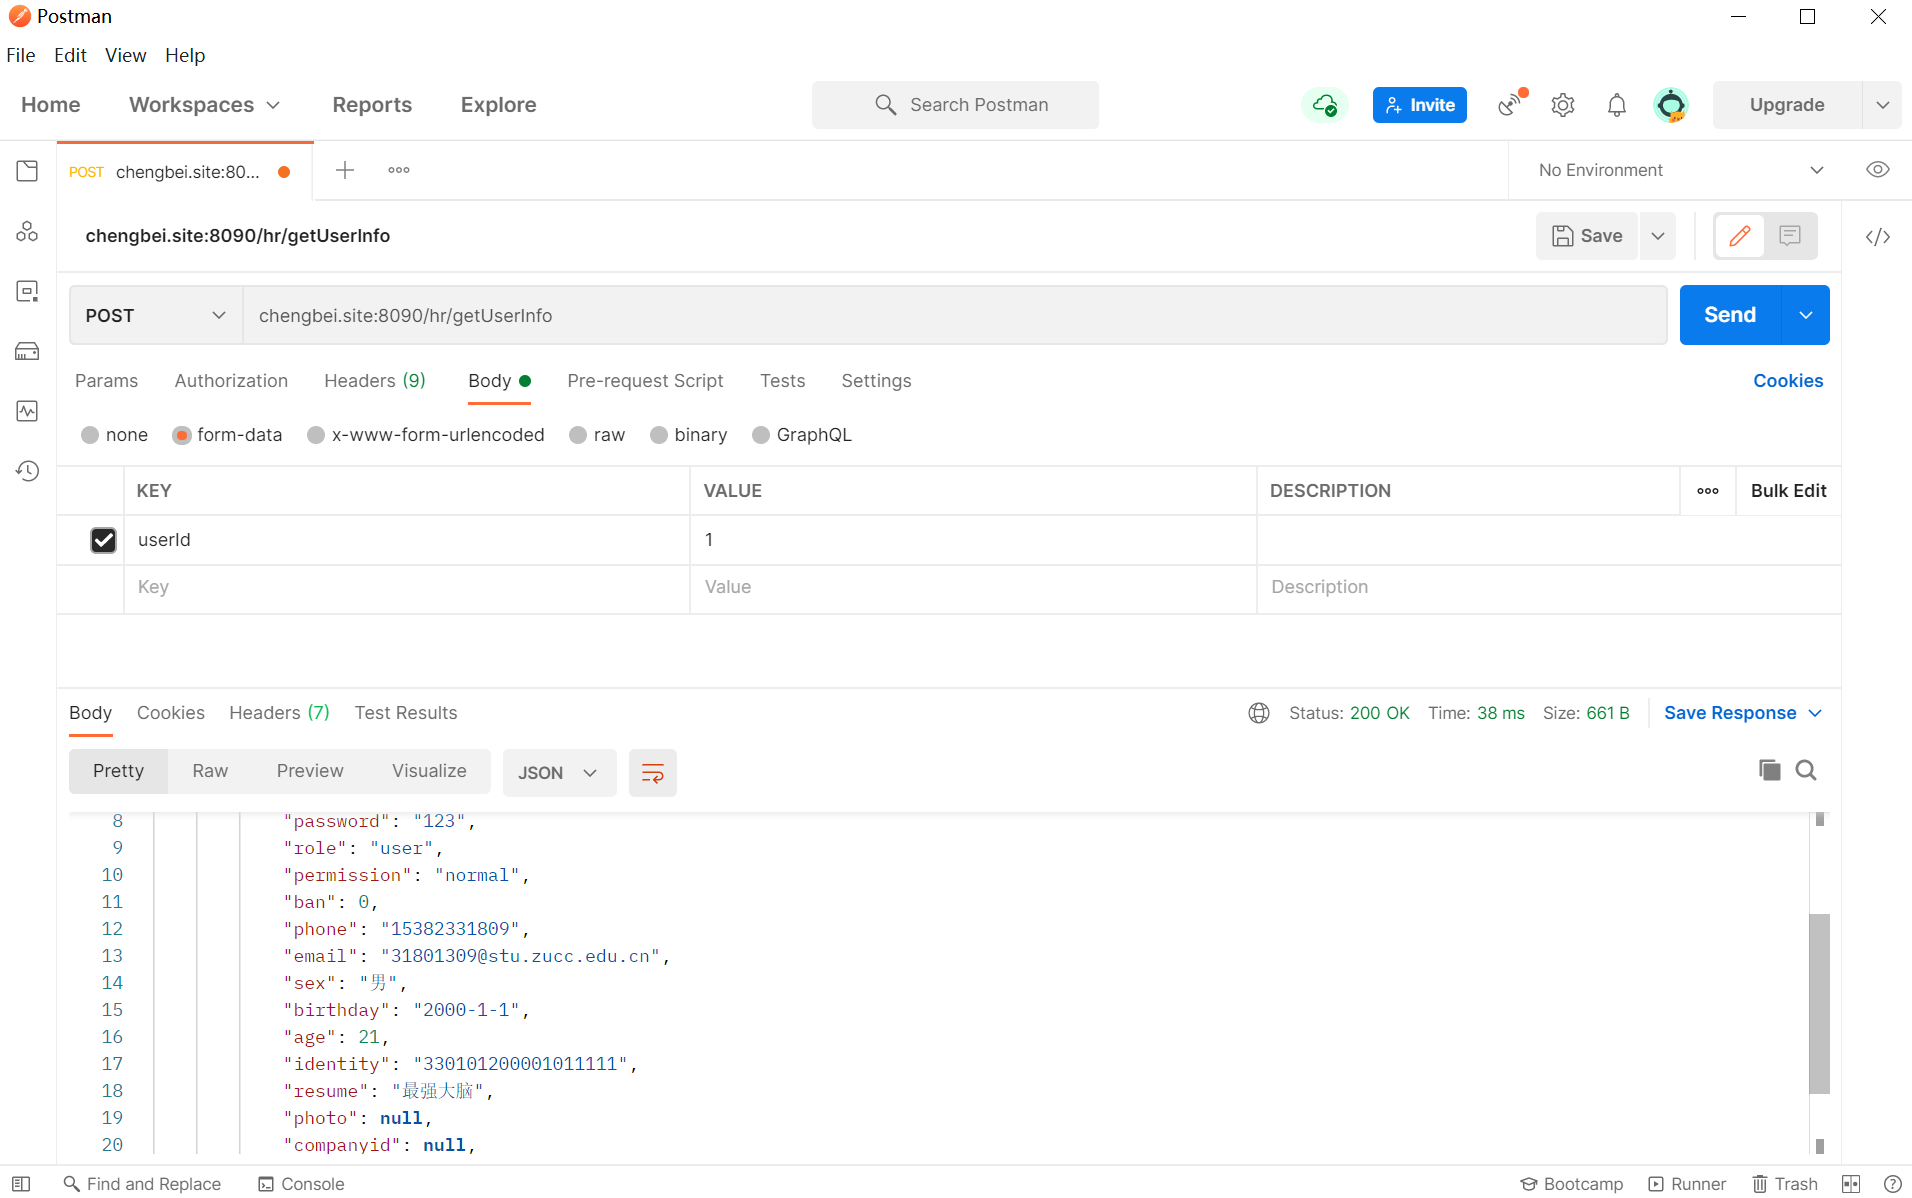 Postman
File Edit View Help
Home Workspaces Reports Explore Search Postman Invite Upgrade
POST chengbei.site:80... No Environment
chengbei.site:8090/hr/getUserInfo Save
POST chengbei.site:8090/hr/getUserInfo Send
Params Authorization Headers (9) Body Pre-request Script Tests Settings Cookies
none form-data x-www-form-urlencoded raw binary GraphQL
KEY VALUE DESCRIPTION Bulk Edit
userId 1
Key Value Description
Body Cookies Headers (7) Test Results Status: 200 OK Time: 38 ms Size: 661 B Save Response
Pretty Raw Preview Visualize JSON
8 "password": "123",
9 "role": "user",
10 "permission": "normal",
11 "ban": 0,
12 "phone": "15382331809",
13 "email": "31801309@stu.zucc.edu.cn",
14 "sex": "男",
15 "birthday": "2000-1-1",
16 "age": 21,
17 "identity": "330101200001011111",
18 "resume": "最强大脑",
19 "photo": null,
20 "companyid": null,
Find and Replace Console Bootcamp Runner Trash